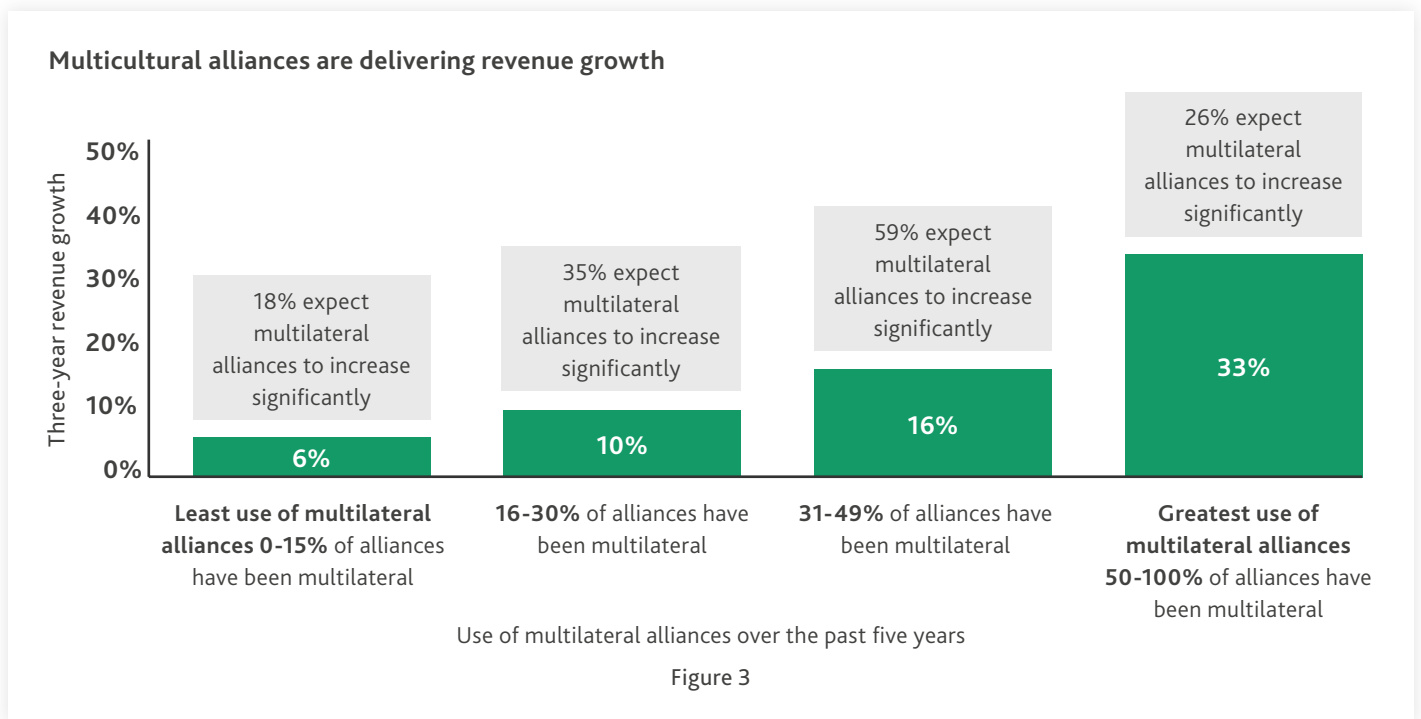 Multicultural alliances are delivering revenue growth
Three-year revenue growth
50%
40%
30%
20%
10%
0%
18% expect
multilateral
alliances to increase
significantly
6%
35% expect
multilateral
alliances to increase
significantly
10%
59% expect
multilateral
alliances to increase
significantly
16%
26% expect
multilateral
alliances to increase
significantly
33%
Least use of multilateral
alliances 0-15% of alliances
have been multilateral
16-30% of alliances have
been multilateral
31-49% of alliances have
been multilateral
Greatest use of
multilateral alliances
50-100% of alliances have
been multilateral
Use of multilateral alliances over the past five years
Figure 3